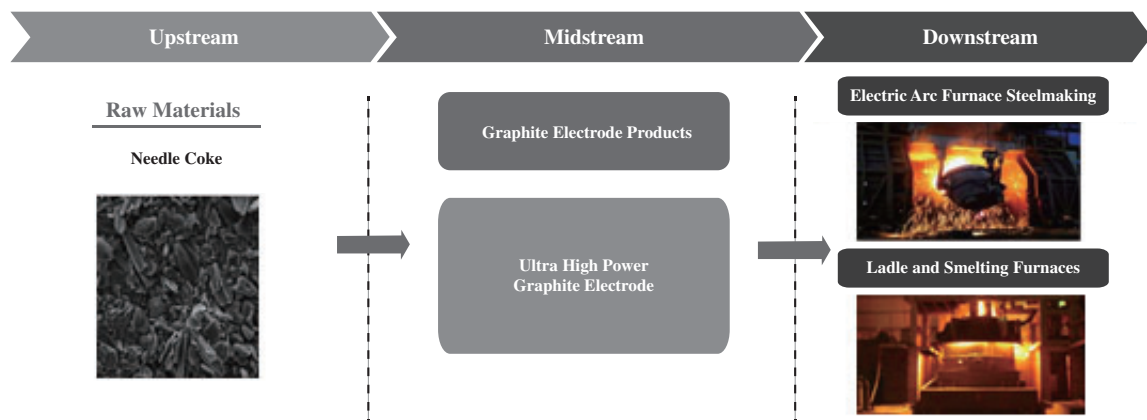 Upstream
Midstream
Downstream
Raw Materials
Needle Coke
Graphite Electrode Products
Ultra High Power
Graphite Electrode
Electric Arc Furnace Steelmaking
Ladle and Smelting Furnaces